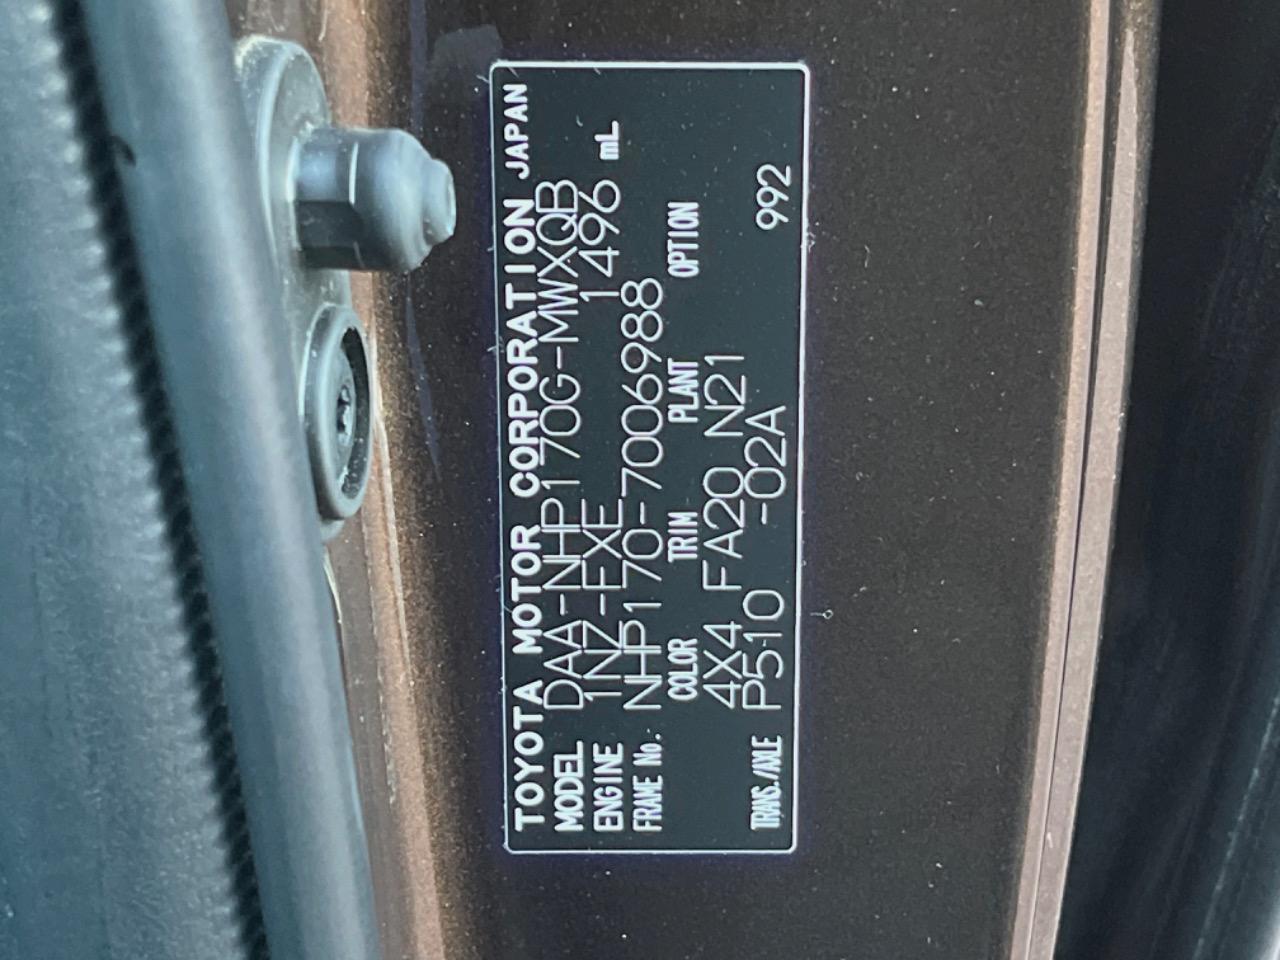 TOYOTA MOTOR CORPORATION JAPAN
MODEL DAA-NHP170G-MWXQB
ENGINE 1NZ-FXE 1496 mL
FRAME No. NHP170-7006988
COLOR TRIM PLANT OPTION
4X4 FA20 N21
TRANS./AXLE P510 -02A 992